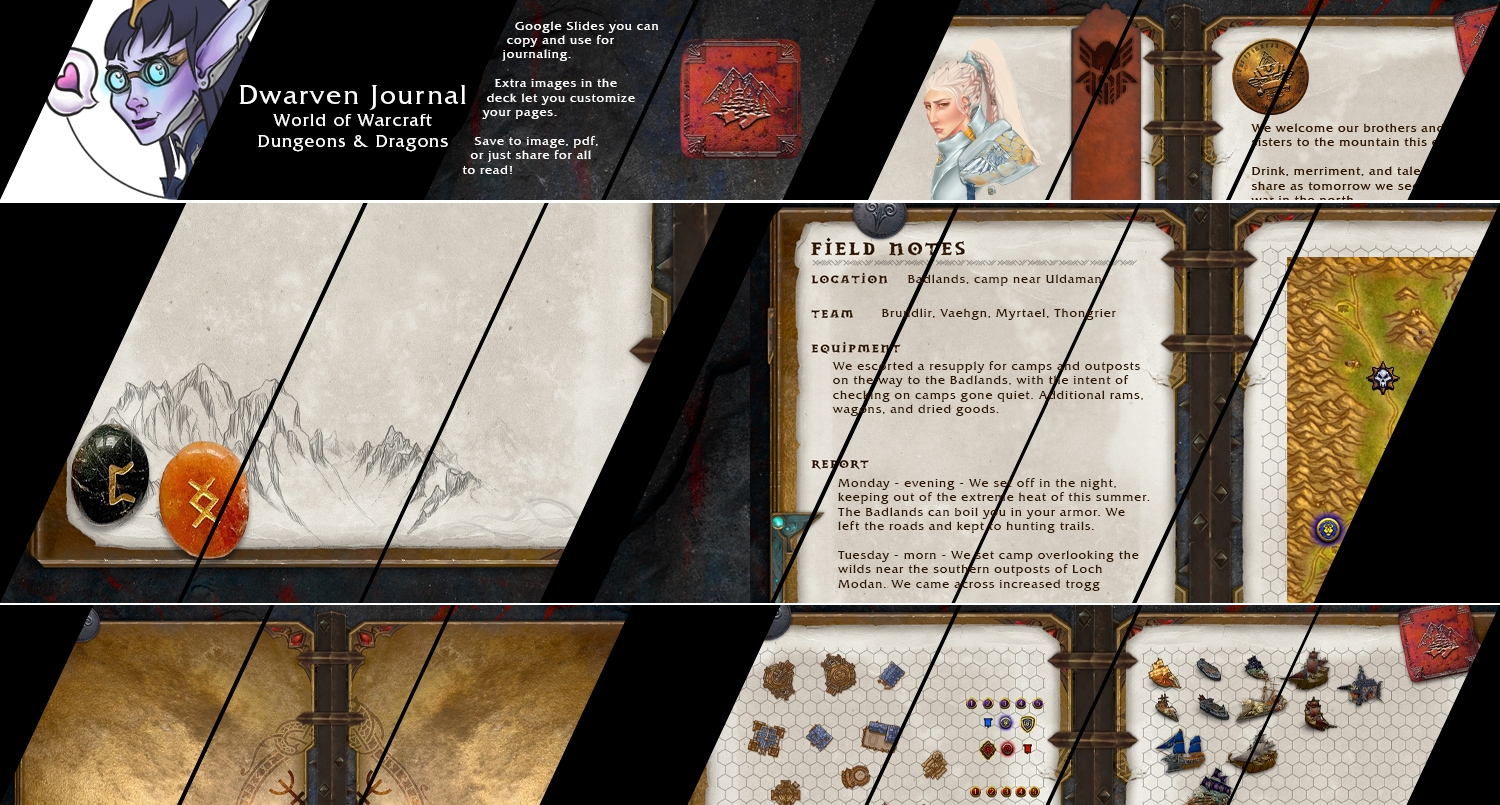 Dwarven Journal
World of Warcraft
Dungeons & Dragons
Google Slides you can
copy and use for
journaling.
Extra images in the
deck let you customize
your pages.
Save to image, pdf,
or just share for all
to read!
We welcome our brothers and
sisters to the mountain this
Drink, merriment, and tale
share as tomorrow we se
war in the north
FIELD NOTES
LOCATION Badlands, camp near Uldaman
TEAM Brundlir, Vaehgn, Myrtael, Thongrier
EQUIPMENT
We escorted a resupply for camps and outposts
on the way to the Badlands, with the intent of
checking on camps gone quiet. Additional rams,
wagons, and dried goods.
REPORT
Monday - evening - We set off in the night,
keeping out of the extreme heat of this summer.
The Badlands can boil you in your armor. We
left the roads and kept to hunting trails.
Tuesday - morn - We set camp overlooking the
wilds near the southern outposts of Loch
Modan. We came across increased trogg